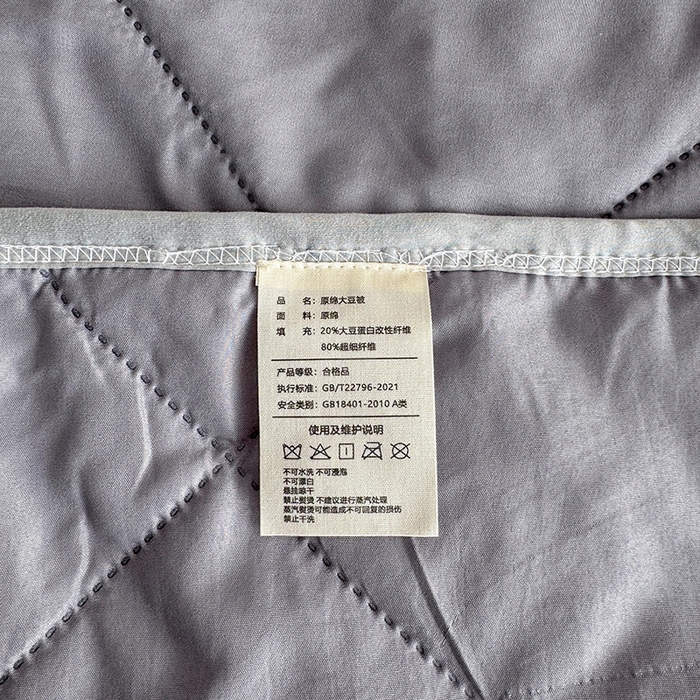 品 名：原绵大豆被
面 料：原绵
填 充：20%大豆蛋白改性纤维
80%超细纤维
产品等级：合格品
执行标准：GB/T22796-2021
安全类别：GB18401-2010 A类
使用及维护说明
不可水洗 不可浸泡
不可漂白
悬挂晾干
禁止熨烫 不建议进行蒸汽处理
蒸汽熨烫可能造成不可回复的损伤
禁止干洗